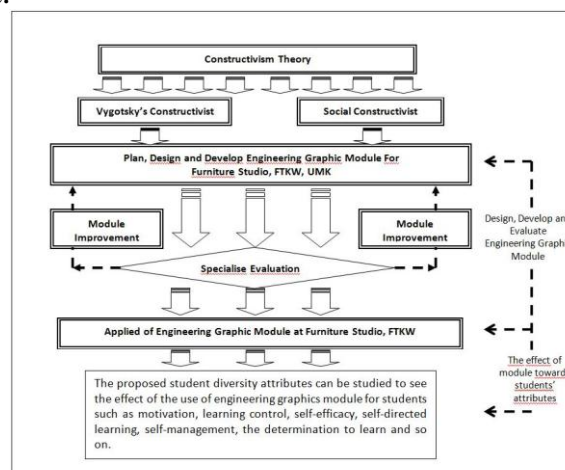 Constructivism Theory
Vygotsky's Constructivist
Social Constructivist
Plan, Design and Develop Engineering Graphic Module For
Furniture Studio, FTKW, UMK
Module
Improvement
Module
Improvement
Design, Develop an
Evaluate
Engineering Graph
Module
Specialise Evaluation
Applied of Engineering Graphic Module at Furniture Studio, FTKW
The effect of
module toward
students'
attributes
The proposed student diversity attributes can be studied to see
the effect of the use of engineering graphics module for students
such as motivation, learning control, self-efficacy, self-directed
learning, self-management, the determination to learn and so
on.